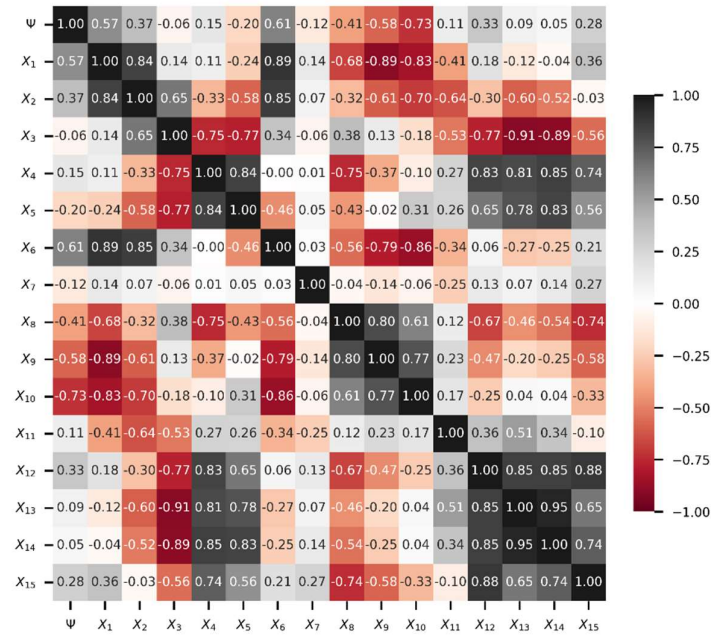 Ψ 1.00 0.57 0.37 -0.06 0.15 -0.20 0.61 -0.12 -0.41 -0.58 -0.73 0.11 0.33 0.09 0.05 0.28
X₁ 0.57 1.00 0.84 0.14 0.11 -0.24 0.89 0.14 -0.68 -0.89 -0.83 -0.41 0.18 -0.12 -0.04 0.36
X₂ 0.37 0.84 1.00 0.65 -0.33 -0.58 0.85 0.07 -0.32 -0.61 -0.70 -0.64 -0.30 -0.60 -0.52 -0.03
X₃ -0.06 0.14 0.65 1.00 -0.75 -0.77 0.34 -0.06 0.38 0.13 -0.18 -0.53 -0.77 -0.91 -0.89 -0.56
X₄ 0.15 0.11 -0.33 -0.75 1.00 0.84 -0.00 0.01 -0.75 -0.37 -0.10 0.27 0.83 0.81 0.85 0.74
X₅ -0.20 -0.24 -0.58 -0.77 0.84 1.00 -0.46 0.05 -0.43 -0.02 0.31 0.26 0.65 0.78 0.83 0.56
X₆ 0.61 0.89 0.85 0.34 -0.00 -0.46 1.00 0.03 -0.56 -0.79 -0.86 -0.34 0.06 -0.27 -0.25 0.21
X₇ -0.12 0.14 0.07 -0.06 0.01 0.05 0.03 1.00 -0.04 -0.14 -0.06 -0.25 0.13 0.07 0.14 0.27
X₈ -0.41 -0.68 -0.32 0.38 -0.75 -0.43 -0.56 -0.04 1.00 0.80 0.61 0.12 -0.67 -0.46 -0.54 -0.74
X₉ -0.58 -0.89 -0.61 0.13 -0.37 -0.02 -0.79 -0.14 0.80 1.00 0.77 0.23 -0.47 -0.20 -0.25 -0.58
X₁₀ -0.73 -0.83 -0.70 -0.18 -0.10 0.31 -0.86 -0.06 0.61 0.77 1.00 0.17 -0.25 0.04 0.04 -0.33
X₁₁ 0.11 -0.41 -0.64 -0.53 0.27 0.26 -0.34 -0.25 0.12 0.23 0.17 1.00 0.36 0.51 0.34 -0.10
X₁₂ 0.33 0.18 -0.30 -0.77 0.83 0.65 0.06 0.13 -0.67 -0.47 -0.25 0.36 1.00 0.85 0.85 0.88
X₁₃ 0.09 -0.12 -0.60 -0.91 0.81 0.78 -0.27 0.07 -0.46 -0.20 0.04 0.51 0.85 1.00 0.95 0.65
X₁₄ 0.05 -0.04 -0.52 -0.89 0.85 0.83 -0.25 0.14 -0.54 -0.25 0.04 0.34 0.85 0.95 1.00 0.74
X₁₅ 0.28 0.36 -0.03 -0.56 0.74 0.56 0.21 0.27 -0.74 -0.58 -0.33 -0.10 0.88 0.65 0.74 1.00
Ψ X₁ X₂ X₃ X₄ X₅ X₆ X₇ X₈ X₉ X₁₀ X₁₁ X₁₂ X₁₃ X₁₄ X₁₅
1.00
0.75
0.50
0.25
0.00
−0.25
−0.50
−0.75
−1.00